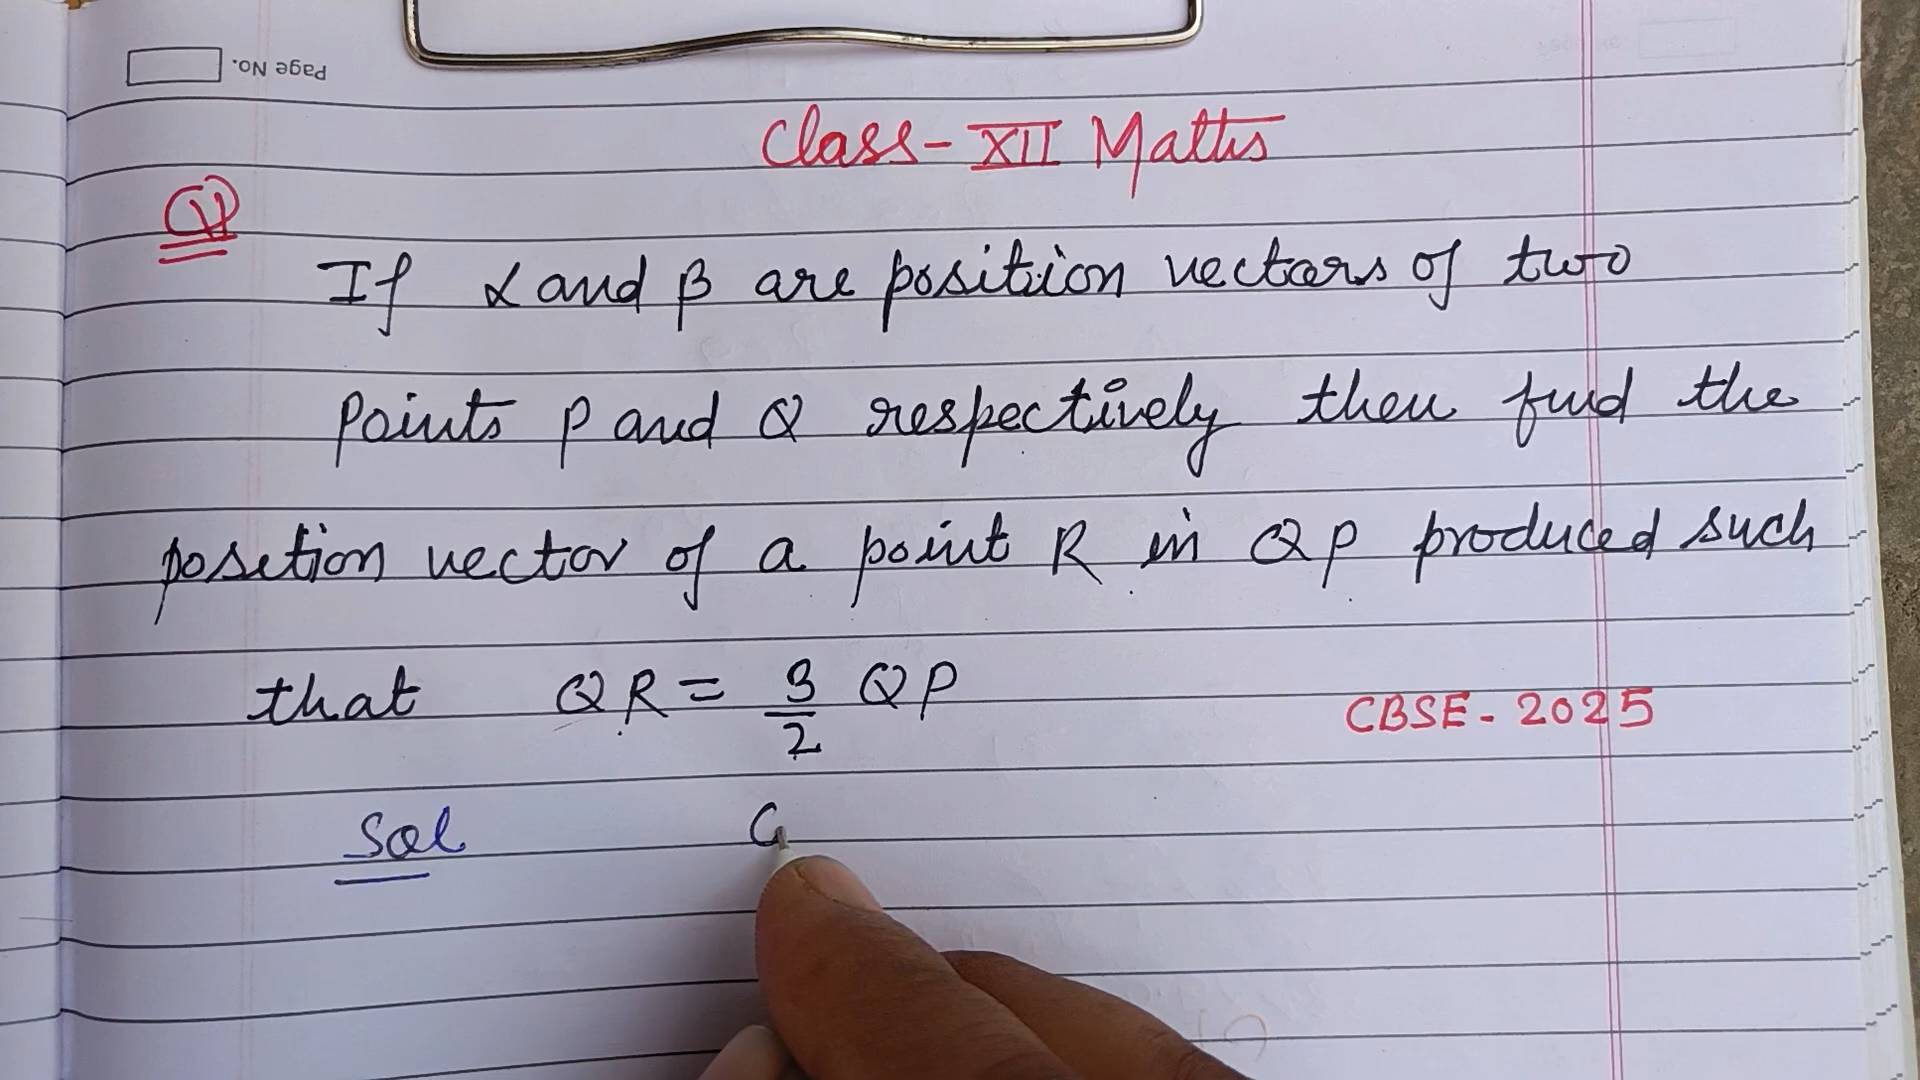 Page No.
Class-XII Maths
Q1
If α and β are position vectors of two
points P and Q respectively then find the
position vector of a point R in QP produced such
that QR = 3/2 QP
CBSE-2025
Sol